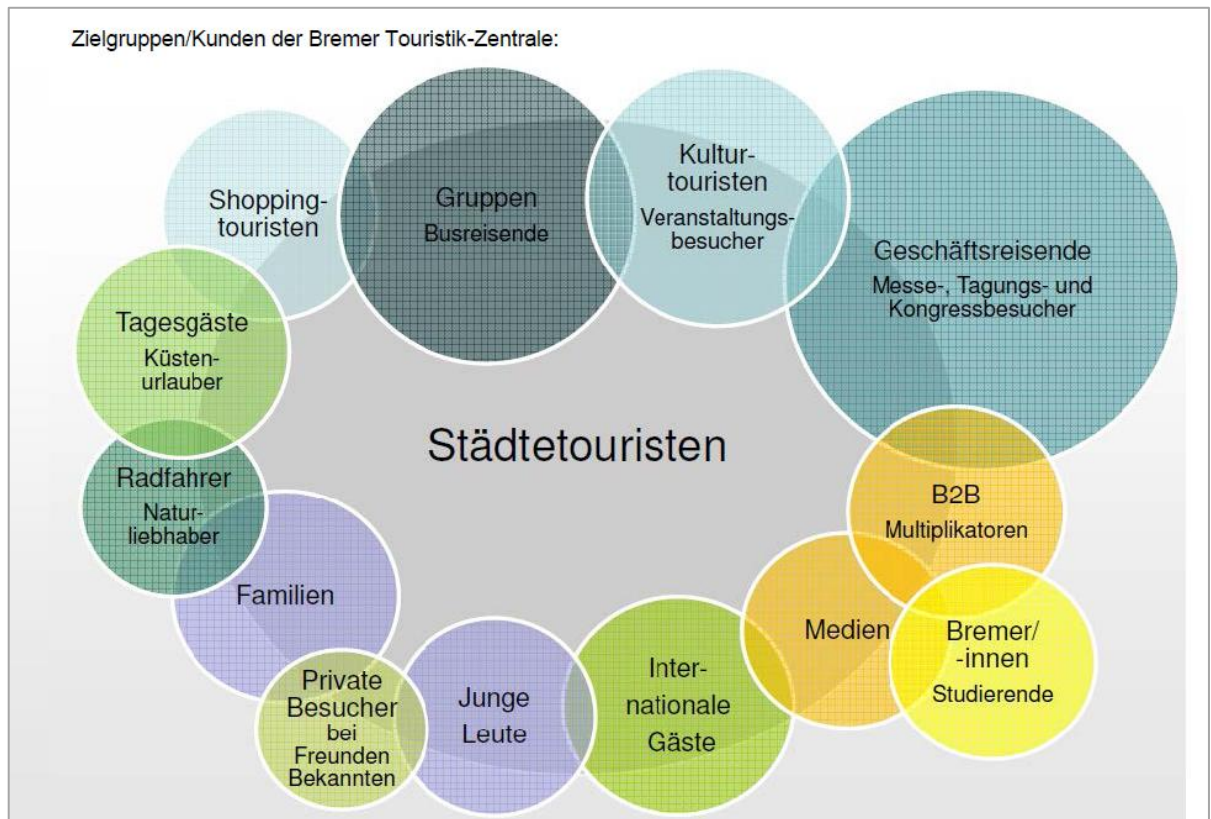 Zielgruppen/Kunden der Bremer Touristik-Zentrale:
Shopping-
touristen
Gruppen
Busreisende
Kultur-
touristen
Veranstaltungs-
besucher
Geschäftsreisende
Messe-, Tagungs- und
Kongressbesucher
Tagesgäste
Küsten-
urlauber
Städtetouristen
Radfahrer
Natur-
liebhaber
B2B
Multiplikatoren
Familien
Medien
Bremer/
-innen
Studierende
Private
Besucher
bei
Freunden
Bekannten
Junge
Leute
Inter-
nationale
Gäste